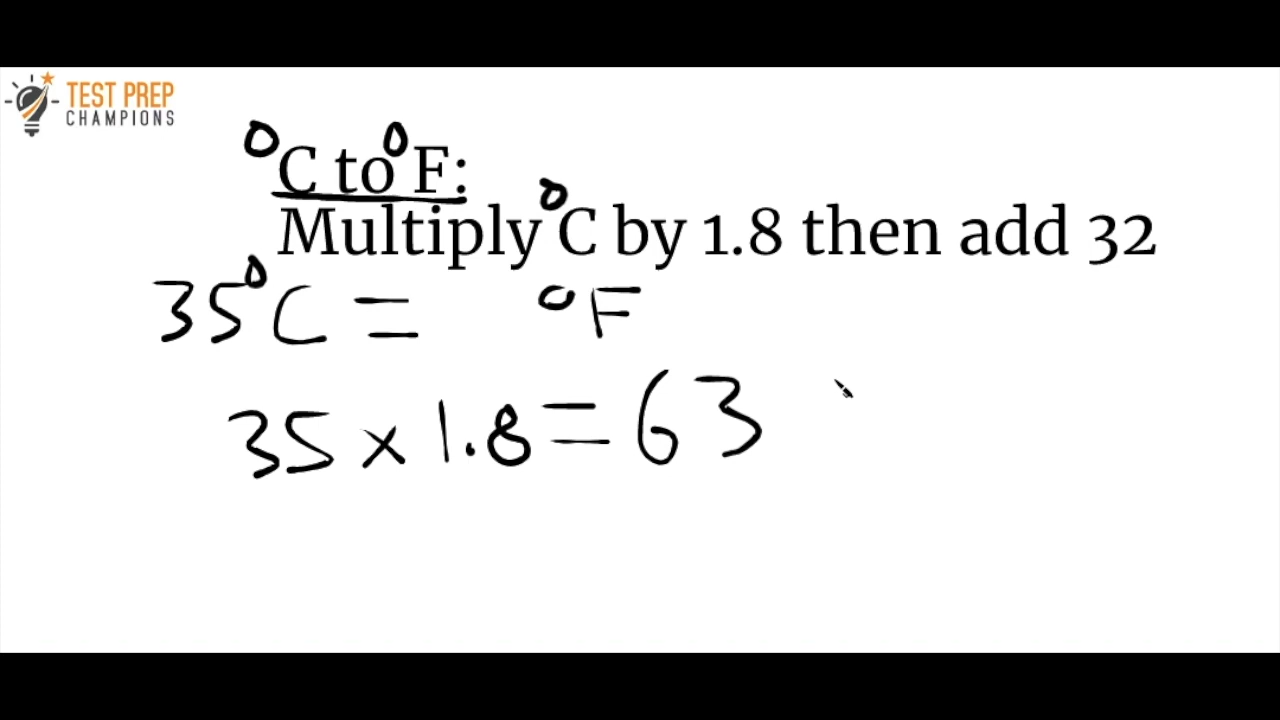 TEST PREP
CHAMPIONS
°C to °F:
Multiply °C by 1.8 then add 32
35°C = °F
35 x 1.8 = 63